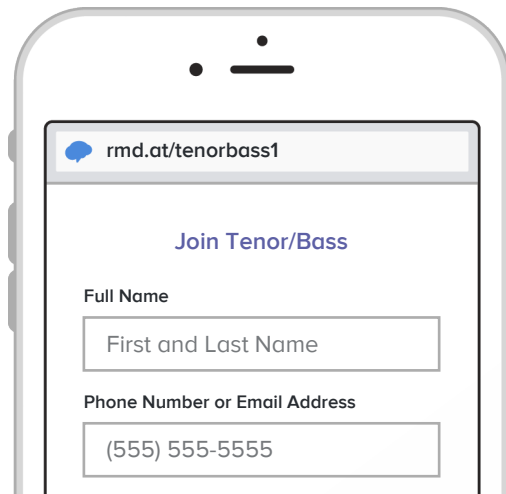 rmd.at/tenorbass1
Join Tenor/Bass
Full Name
First and Last Name
Phone Number or Email Address
(555) 555-5555